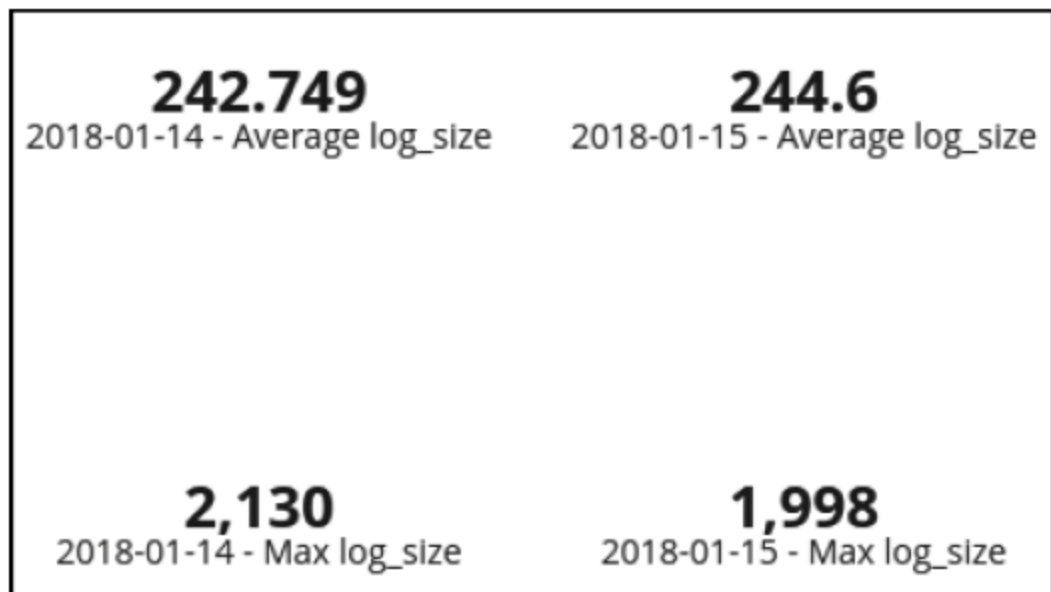 242.749
2018-01-14 - Average log_size
244.6
2018-01-15 - Average log_size
2,130
2018-01-14 - Max log_size
1,998
2018-01-15 - Max log_size